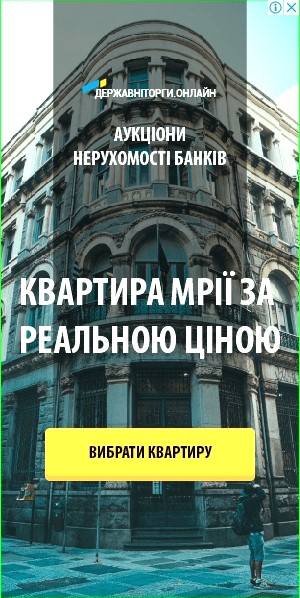 ДЕРЖАВНІТОРГИ.ОНЛАЙН
АУКЦІОНИ
НЕРУХОМОСТІ БАНКІВ
КВАРТИРА МРІЇ ЗА
РЕАЛЬНОЮ ЦІНОЮ
ВИБРАТИ КВАРТИРУ